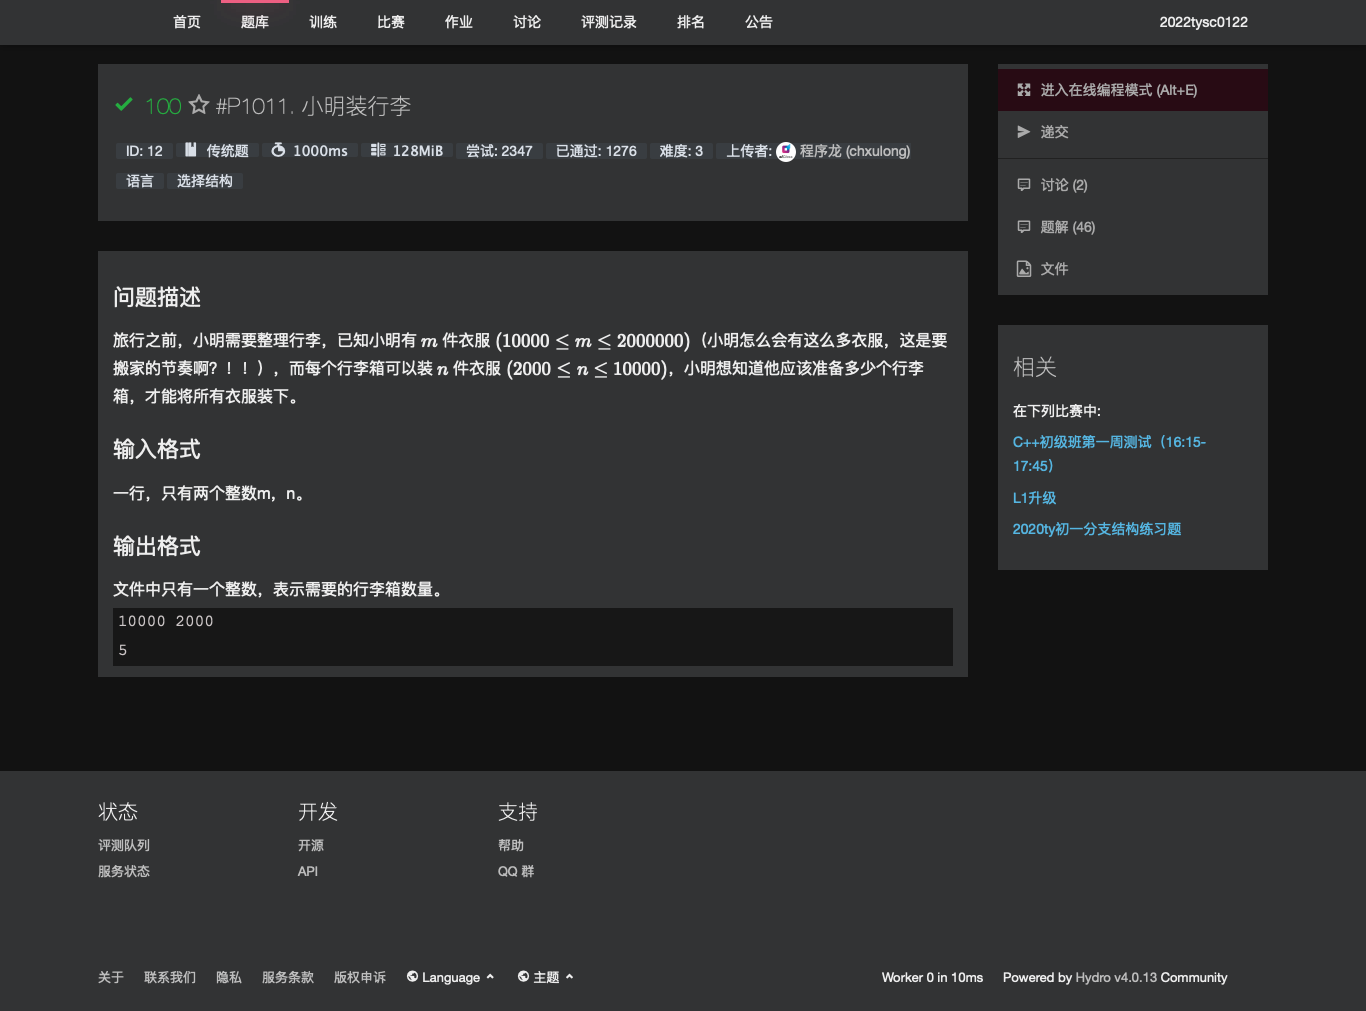 首页 题库 训练 比赛 作业 讨论 评测记录 排名 公告 2022tysc0122
100 #P1011. 小明装行李
ID: 12 传统题 1000ms 128MiB 尝试: 2347 已通过: 1276 难度: 3 上传者: 程序龙 (chxulong)
语言 选择结构
问题描述
旅行之前，小明需要整理行李，已知小明有 m 件衣服 (10000 ≤ m ≤ 2000000)（小明怎么会有这么多衣服，这是要
搬家的节奏啊？！！），而每个行李箱可以装 n 件衣服 (2000 ≤ n ≤ 10000)，小明想知道他应该准备多少个行李
箱，才能将所有衣服装下。
输入格式
一行，只有两个整数m，n。
输出格式
文件中只有一个整数，表示需要的行李箱数量。
10000 2000
5
进入在线编程模式 (Alt+E)
递交
讨论 (2)
题解 (46)
文件
相关
在下列比赛中:
C++初级班第一周测试（16:15-
17:45）
L1升级
2020ty初一分支结构练习题
状态 开发 支持
评测队列 开源 帮助
服务状态 API QQ 群
关于 联系我们 隐私 服务条款 版权申诉 Language 主题 Worker 0 in 10ms Powered by Hydro v4.0.13 Community